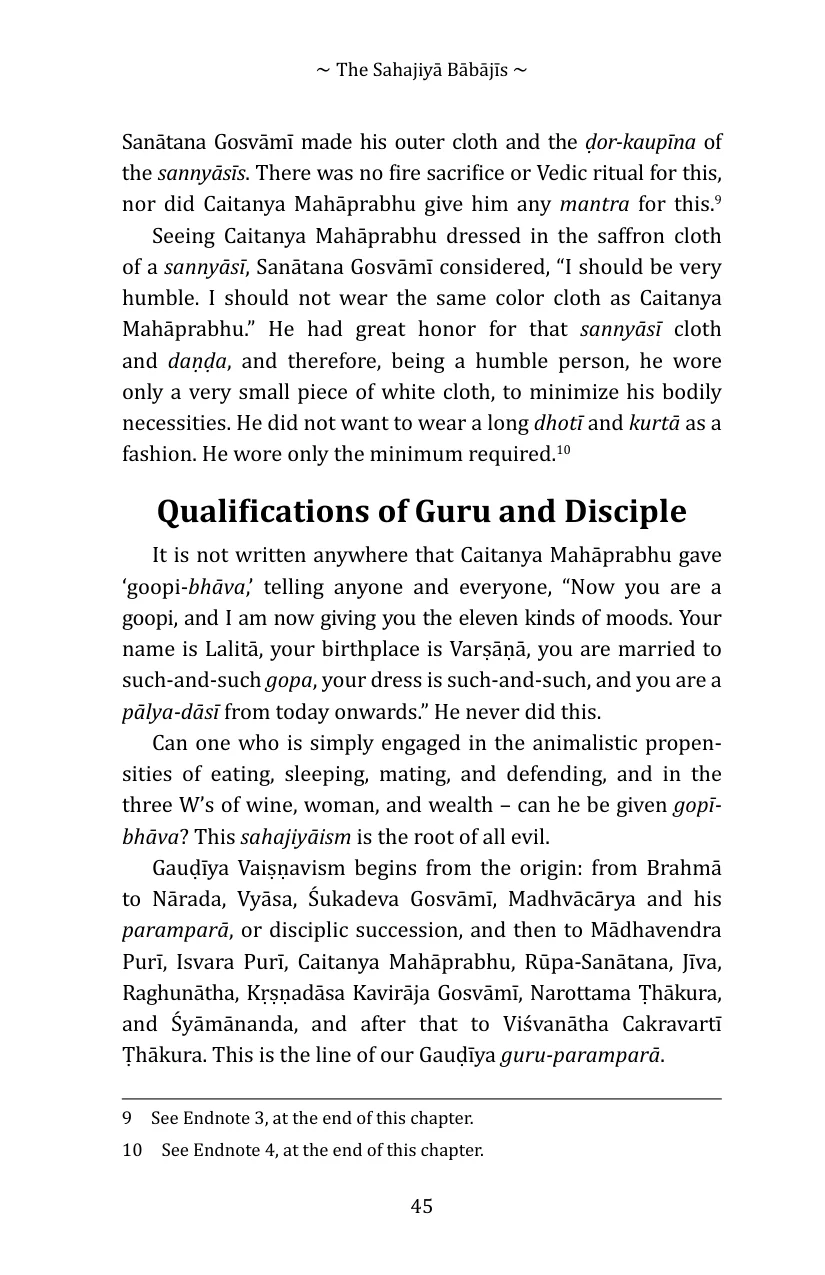 ~ The Sahajiyā Bābājīs ~
Sanātana Gosvāmī made his outer cloth and the ḍor-kaupīna of
the sannyāsīs. There was no fire sacrifice or Vedic ritual for this,
nor did Caitanya Mahāprabhu give him any mantra for this.⁹
Seeing Caitanya Mahāprabhu dressed in the saffron cloth
of a sannyāsī, Sanātana Gosvāmī considered, “I should be very
humble. I should not wear the same color cloth as Caitanya
Mahāprabhu.” He had great honor for that sannyāsī cloth
and daṇḍa, and therefore, being a humble person, he wore
only a very small piece of white cloth, to minimize his bodily
necessities. He did not want to wear a long dhotī and kurtā as a
fashion. He wore only the minimum required.¹⁰
Qualifications of Guru and Disciple
It is not written anywhere that Caitanya Mahāprabhu gave
‘goopi-bhāva,’ telling anyone and everyone, “Now you are a
goopi, and I am now giving you the eleven kinds of moods. Your
name is Lalitā, your birthplace is Varṣāṇā, you are married to
such-and-such gopa, your dress is such-and-such, and you are a
pālya-dāsī from today onwards.” He never did this.
Can one who is simply engaged in the animalistic propen-
sities of eating, sleeping, mating, and defending, and in the
three W’s of wine, woman, and wealth – can he be given gopī-
bhāva? This sahajiyāism is the root of all evil.
Gauḍīya Vaiṣṇavism begins from the origin: from Brahmā
to Nārada, Vyāsa, Śukadeva Gosvāmī, Madhvācārya and his
paramparā, or disciplic succession, and then to Mādhavendra
Purī, Isvara Purī, Caitanya Mahāprabhu, Rūpa-Sanātana, Jīva,
Raghunātha, Kṛṣṇadāsa Kavirāja Gosvāmī, Narottama Ṭhākura,
and Śyāmānanda, and after that to Viśvanātha Cakravartī
Ṭhākura. This is the line of our Gauḍīya guru-paramparā.
9 See Endnote 3, at the end of this chapter.
10 See Endnote 4, at the end of this chapter.
45